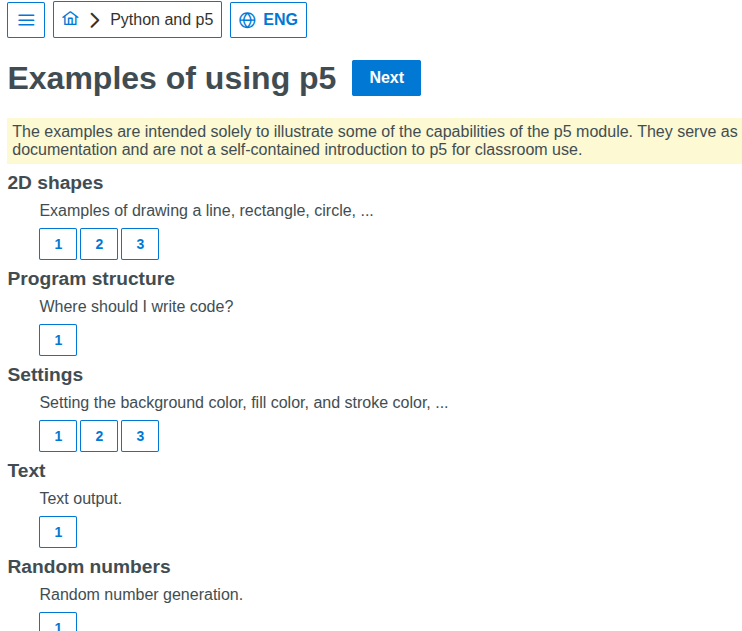 Python and p5 ENG
Examples of using p5 Next
The examples are intended solely to illustrate some of the capabilities of the p5 module. They serve as
documentation and are not a self-contained introduction to p5 for classroom use.
2D shapes
Examples of drawing a line, rectangle, circle, ...
1 2 3
Program structure
Where should I write code?
1
Settings
Setting the background color, fill color, and stroke color, ...
1 2 3
Text
Text output.
1
Random numbers
Random number generation.
1